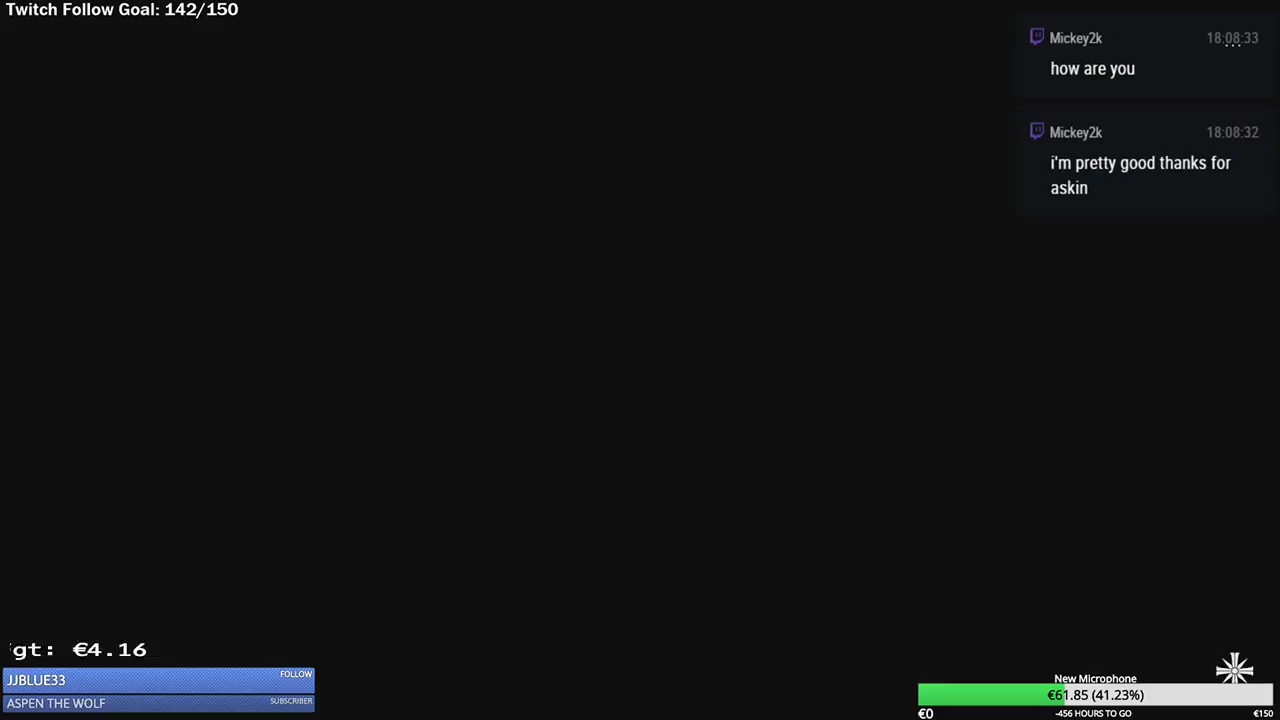 Twitch Follow Goal: 142/150
Mickey2k 18:08:33
how are you
Mickey2k 18:08:32
i'm pretty good thanks for
askin
gt: €4.16
JJBLUE33 FOLLOW
ASPEN THE WOLF SUBSCRIBER
New Microphone
€61.85 (41.23%)
€0 -456 HOURS TO GO €150